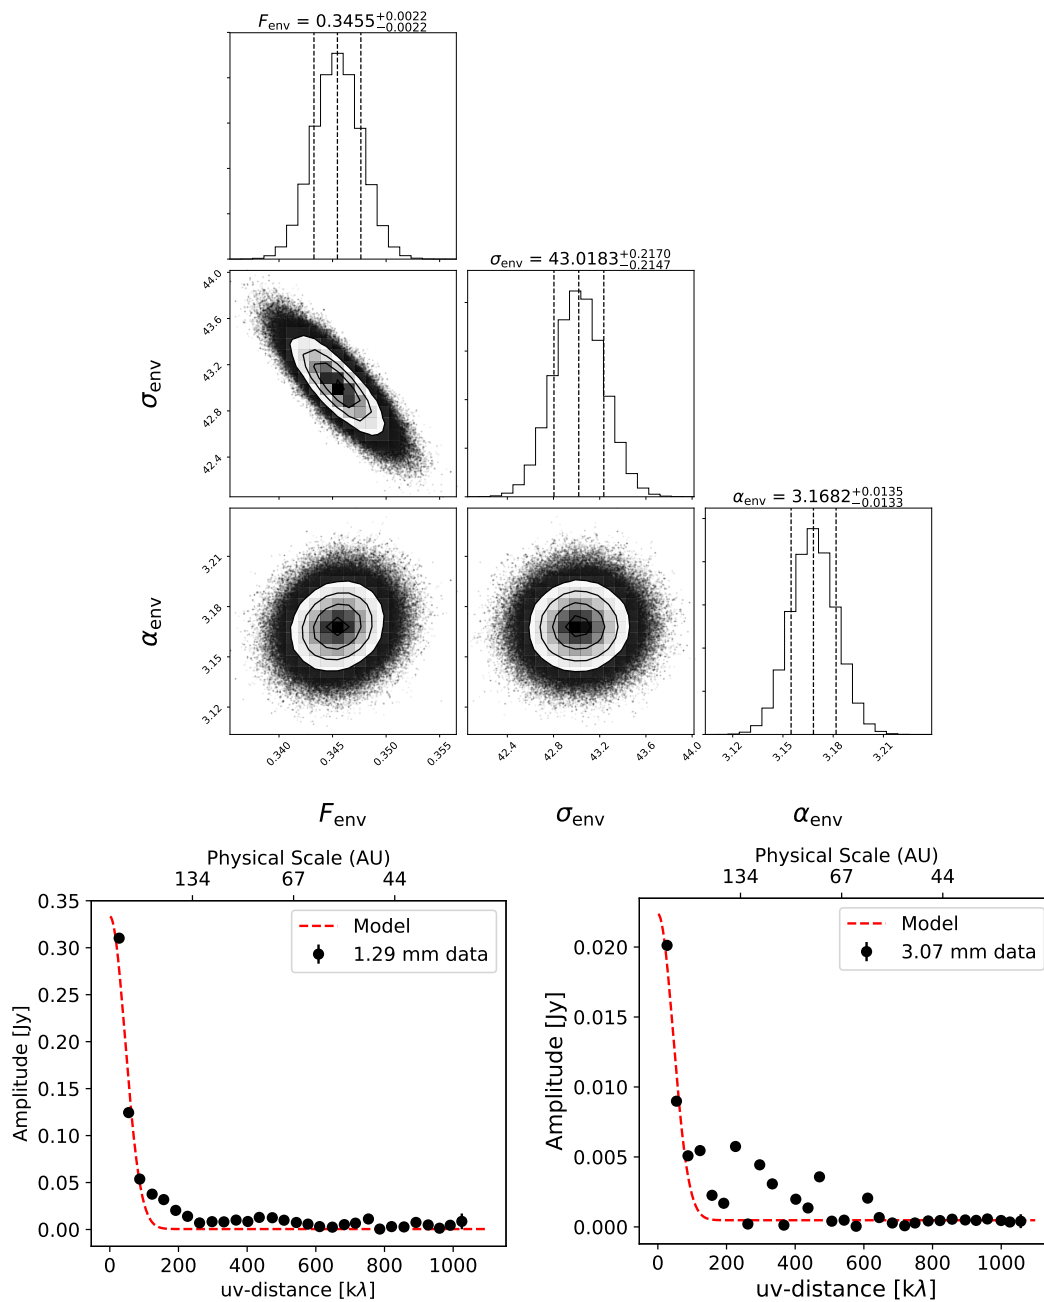 F_env = 0.3455 +0.0022 −0.0022
σ_env = 43.0183 +0.2170 −0.2147
44.0
43.6
43.2
42.8
42.4
σ_env
α_env = 3.1682 +0.0135 −0.0133
3.21
3.18
3.15
3.12
α_env
0.340 0.345 0.350 0.355
42.4 42.8 43.2 43.6 44.0
3.12 3.15 3.18 3.21
F_env σ_env α_env
Physical Scale (AU)
134 67 44
0.35
0.30
0.25
0.20
0.15
0.10
0.05
0.00
Amplitude [Jy]
Model
1.29 mm data
0 200 400 600 800 1000
uv-distance [kλ]
Physical Scale (AU)
134 67 44
0.020
0.015
0.010
0.005
0.000
Amplitude [Jy]
Model
3.07 mm data
0 200 400 600 800 1000
uv-distance [kλ]